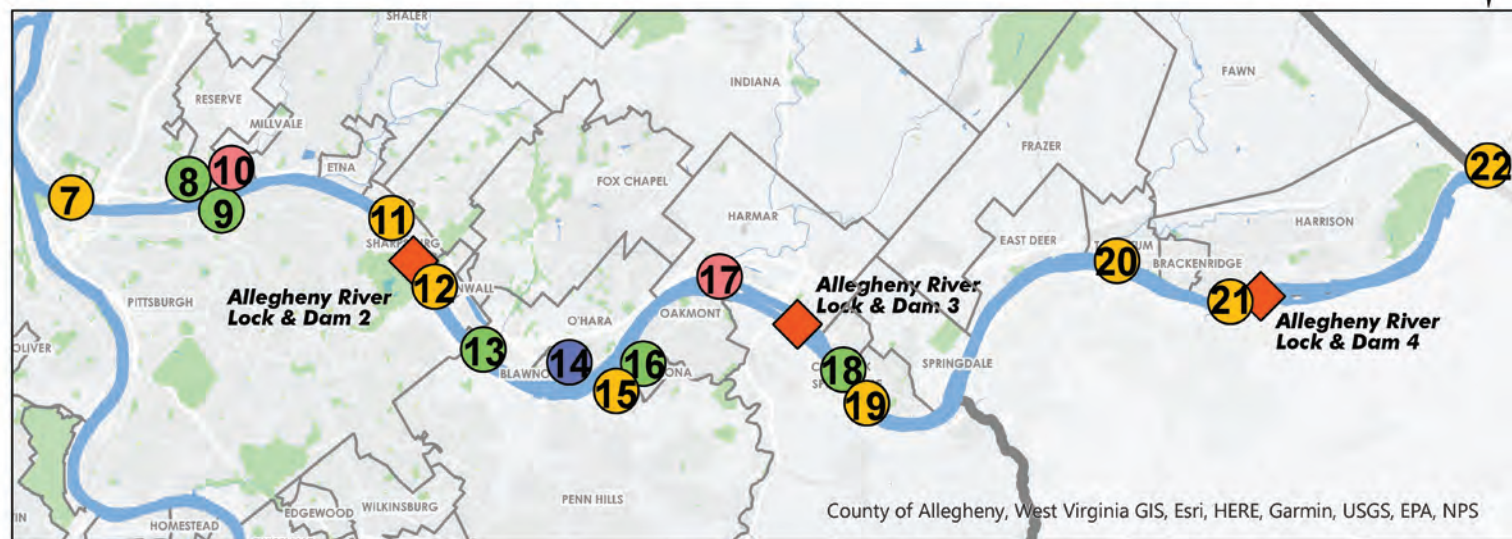 SHALER
FAWN
INDIANA
RESERVE
MILLVALE
FRAZER
ETNA
10
8
7
9
22
FOX CHAPEL
11
HARMAR
HARRISON
SHARPSBURG
EAST DEER
20
BRACKENRIDGE
17
12
PITTSBURGH
Allegheny River
Lock & Dam 2
Allegheny River
Lock & Dam 3
21
OAKMONT
O'HARA
Allegheny River
Lock & Dam 4
13
14
16
15
18
19
SPRINGDALE
PENN HILLS
EDGEWOOD
WILKINSBURG
HOMESTEAD
County of Allegheny, West Virginia GIS, Esri, HERE, Garmin, USGS, EPA, NPS